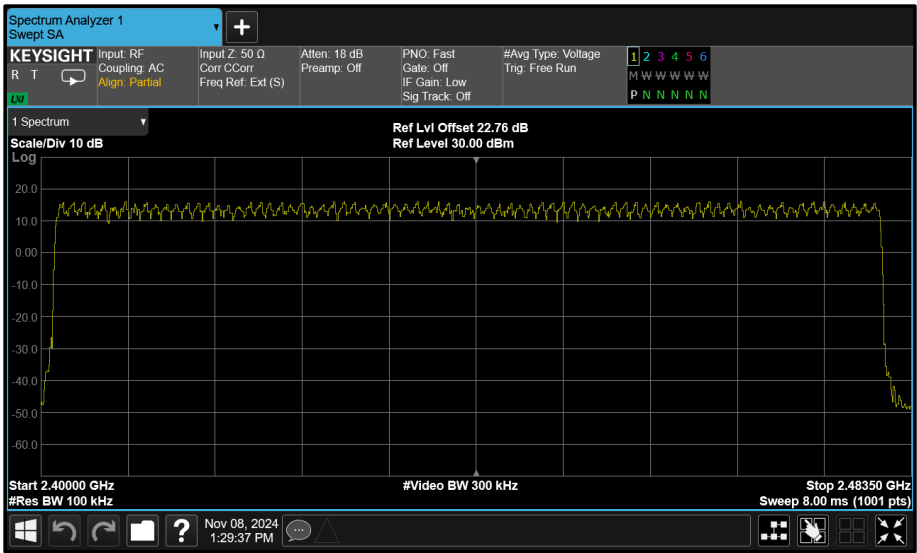 Spectrum Analyzer 1
Swept SA
+
KEYSIGHT
R T
LXI
Input: RF
Coupling: AC
Align: Partial
Input Z: 50 Ω
Corr CCorr
Freq Ref: Ext (S)
Atten: 18 dB
Preamp: Off
PNO: Fast
Gate: Off
IF Gain: Low
Sig Track: Off
#Avg Type: Voltage
Trig: Free Run
1 2 3 4 5 6
M W W W W W
P N N N N N
1 Spectrum
Scale/Div 10 dB
Ref Lvl Offset 22.76 dB
Ref Level 30.00 dBm
Log
20.0
10.0
0.00
-10.0
-20.0
-30.0
-40.0
-50.0
-60.0
Start 2.40000 GHz
#Res BW 100 kHz
#Video BW 300 kHz
Stop 2.48350 GHz
Sweep 8.00 ms (1001 pts)
?
Nov 08, 2024
1:29:37 PM
...